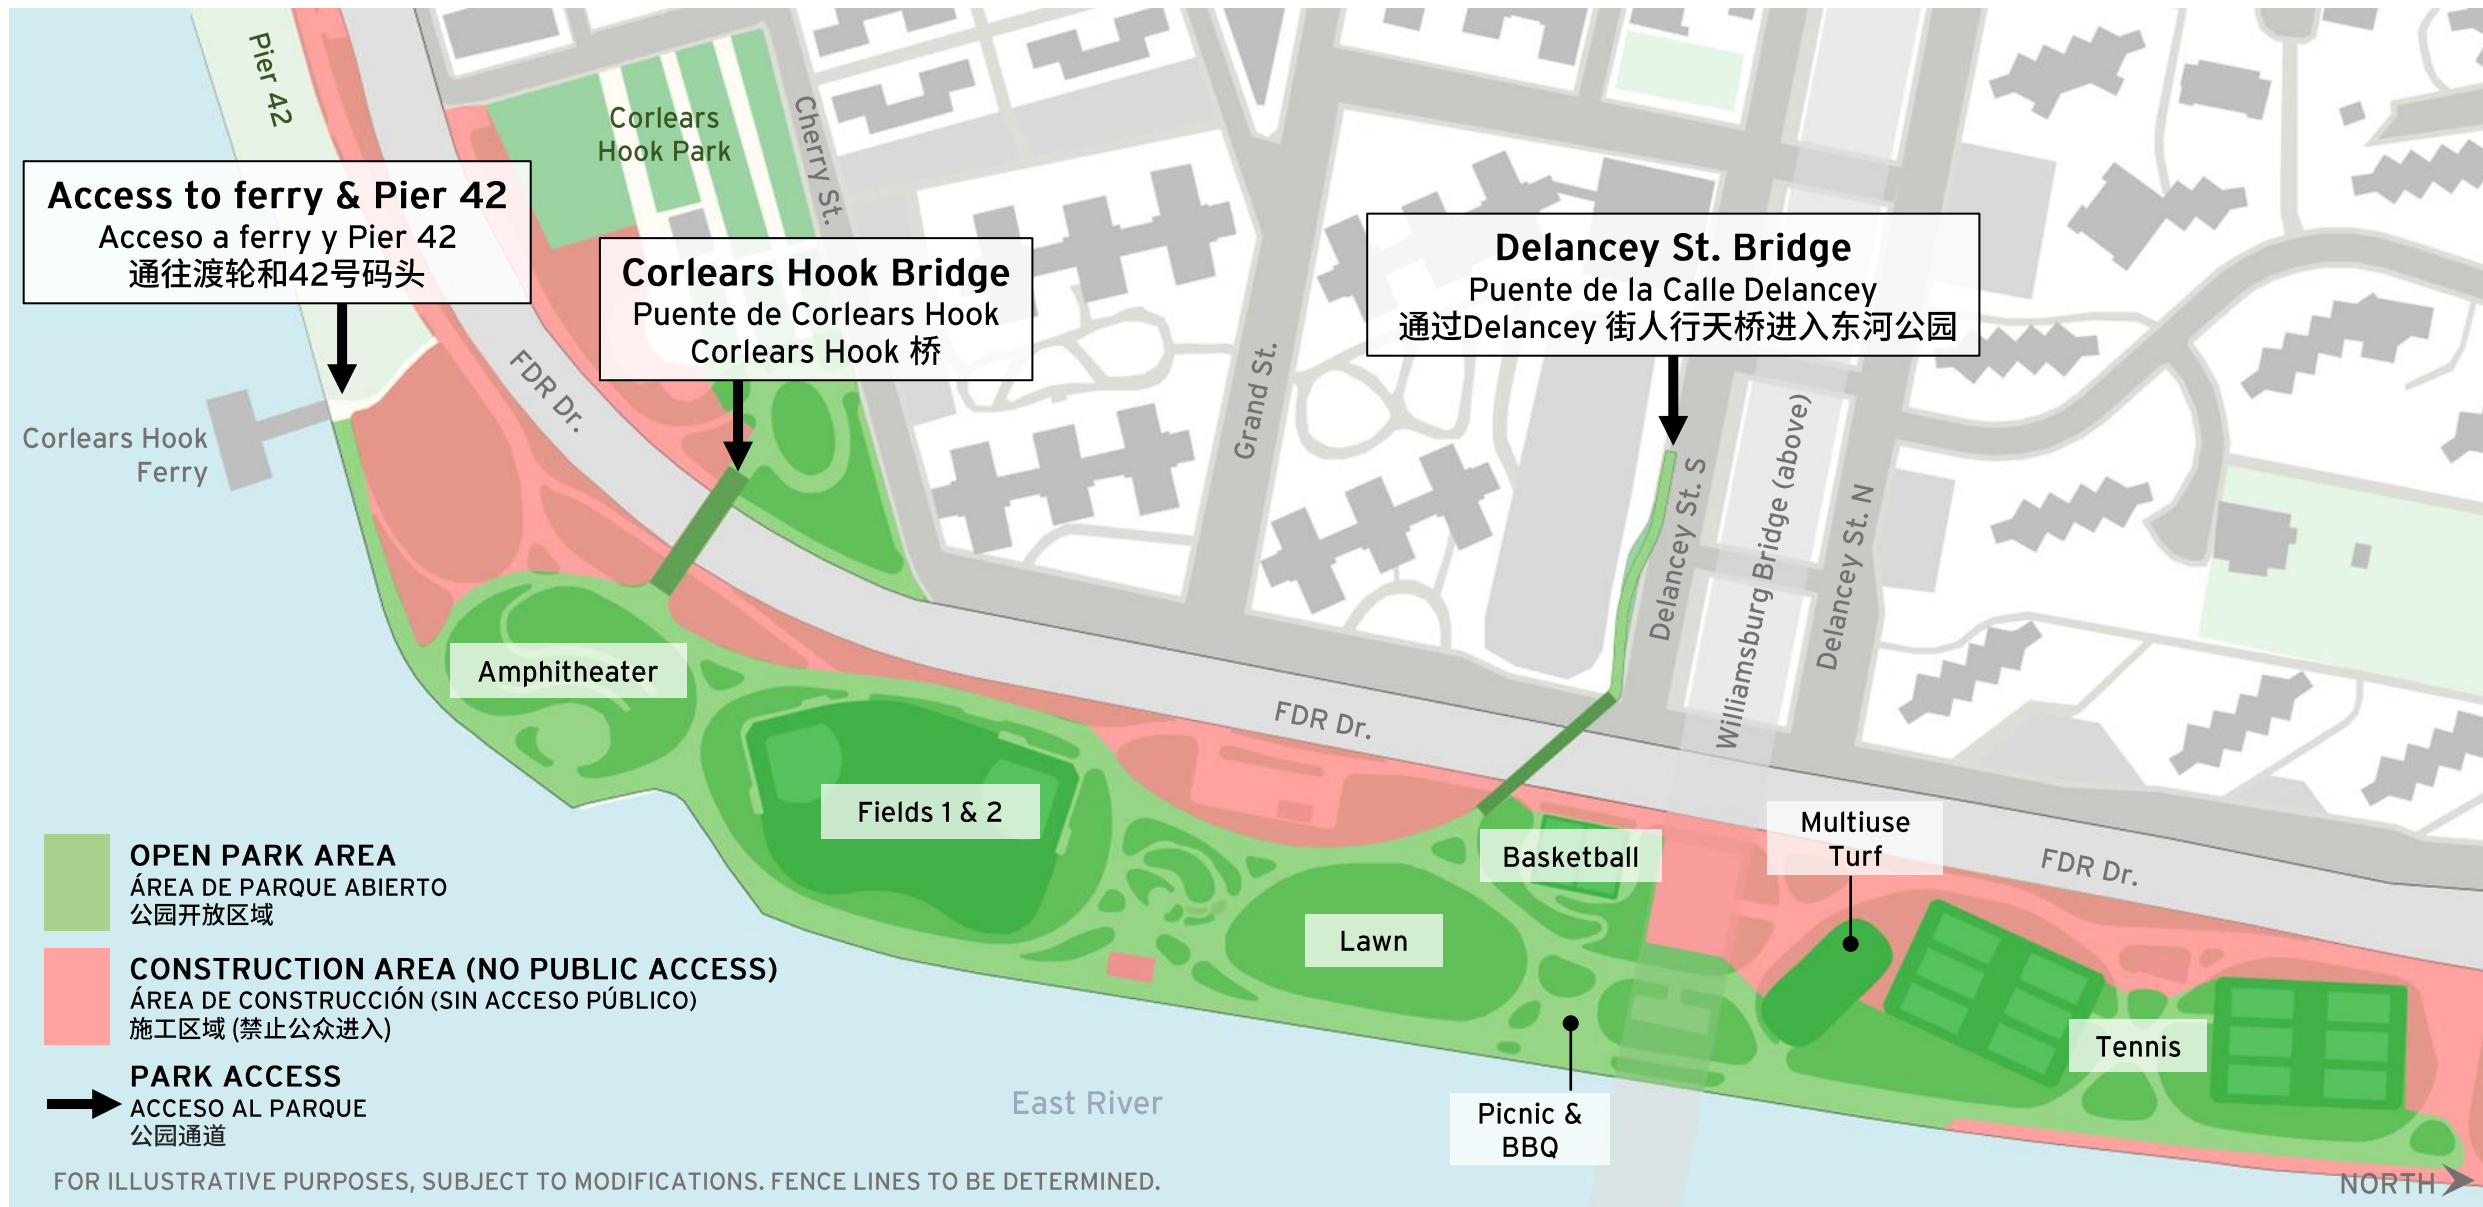 Pier 42
Corlears
Hook Park
Cherry St.
Access to ferry & Pier 42
Acceso a ferry y Pier 42
通往渡轮和42号码头
Corlears Hook Bridge
Puente de Corlears Hook
Corlears Hook 桥
Delancey St. Bridge
Puente de la Calle Delancey
通过Delancey 街人行天桥进入东河公园
FDR Dr.
Grand St.
Corlears Hook
Ferry
Delancey St. S
Williamsburg Bridge (above)
Delancey St. N
Amphitheater
FDR Dr.
Fields 1 & 2
Basketball
Multiuse
Turf
FDR Dr.
Lawn
Tennis
Picnic &
BBQ
East River
OPEN PARK AREA
ÁREA DE PARQUE ABIERTO
公园开放区域
CONSTRUCTION AREA (NO PUBLIC ACCESS)
ÁREA DE CONSTRUCCIÓN (SIN ACCESO PÚBLICO)
施工区域 (禁止公众进入)
PARK ACCESS
ACCESO AL PARQUE
公园通道
FOR ILLUSTRATIVE PURPOSES, SUBJECT TO MODIFICATIONS. FENCE LINES TO BE DETERMINED.
NORTH